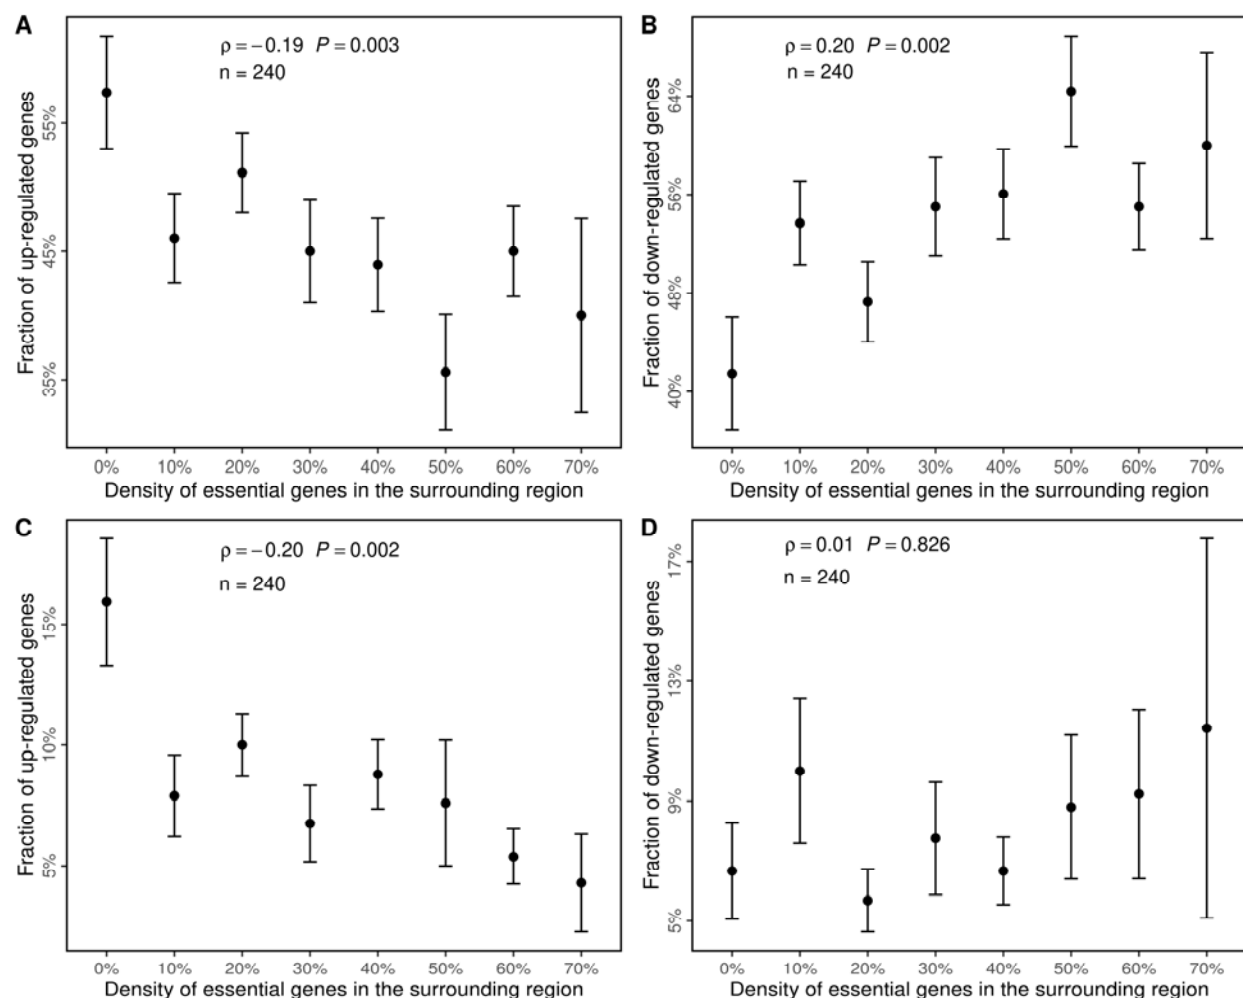 A
ρ = −0.19 P = 0.003
n = 240
Fraction of up-regulated genes
55%
45%
35%
0% 10% 20% 30% 40% 50% 60% 70%
Density of essential genes in the surrounding region
B
ρ = 0.20 P = 0.002
n = 240
Fraction of down-regulated genes
64%
56%
48%
40%
0% 10% 20% 30% 40% 50% 60% 70%
Density of essential genes in the surrounding region
C
ρ = −0.20 P = 0.002
n = 240
Fraction of up-regulated genes
15%
10%
5%
0% 10% 20% 30% 40% 50% 60% 70%
Density of essential genes in the surrounding region
D
ρ = 0.01 P = 0.826
n = 240
Fraction of down-regulated genes
17%
13%
9%
5%
0% 10% 20% 30% 40% 50% 60% 70%
Density of essential genes in the surrounding region